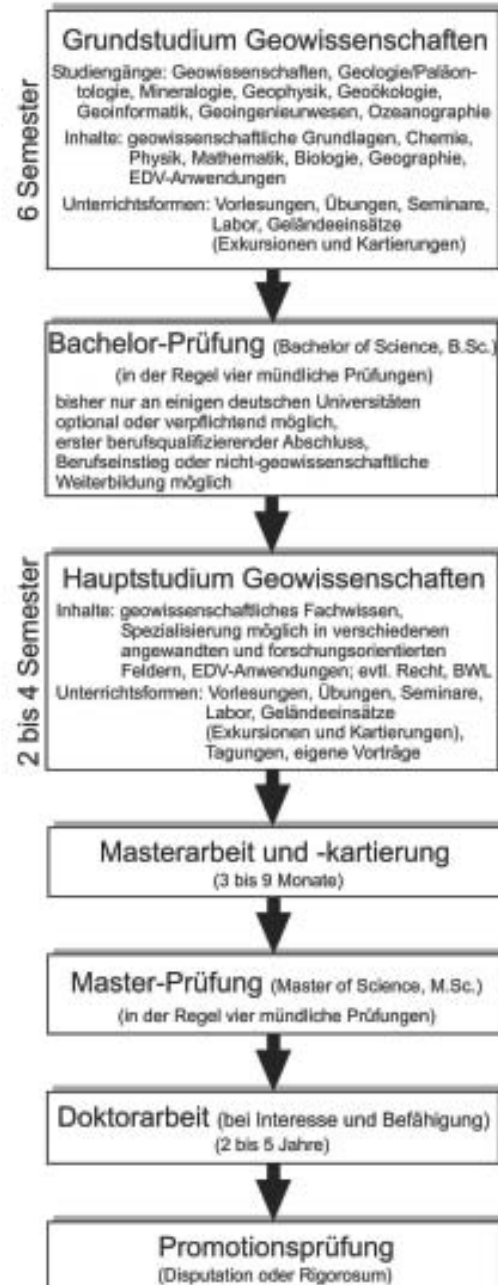 6 Semester
Grundstudium Geowissenschaften
Studiengänge: Geowissenschaften, Geologie/Paläon-
tologie, Mineralogie, Geophysik, Geoökologie,
Geoinformatik, Geoingenieurwesen, Ozeanographie
Inhalte: geowissenschaftliche Grundlagen, Chemie,
Physik, Mathematik, Biologie, Geographie,
EDV-Anwendungen
Unterrichtsformen: Vorlesungen, Übungen, Seminare,
Labor, Geländeeinsätze
(Exkursionen und Kartierungen)
Bachelor-Prüfung (Bachelor of Science, B.Sc.)
(in der Regel vier mündliche Prüfungen)
bisher nur an einigen deutschen Universitäten
optional oder verpflichtend möglich,
erster berufsqualifizierender Abschluss,
Berufseinstieg oder nicht-geowissenschaftliche
Weiterbildung möglich
2 bis 4 Semester
Hauptstudium Geowissenschaften
Inhalte: geowissenschaftliches Fachwissen,
Spezialisierung möglich in verschiedenen
angewandten und forschungsorientierten
Feldern, EDV-Anwendungen; evtl. Recht, BWL
Unterrichtsformen: Vorlesungen, Übungen, Seminare,
Labor, Geländeeinsätze
(Exkursionen und Kartierungen),
Tagungen, eigene Vorträge
Masterarbeit und -kartierung
(3 bis 9 Monate)
Master-Prüfung (Master of Science, M.Sc.)
(in der Regel vier mündliche Prüfungen)
Doktorarbeit (bei Interesse und Befähigung)
(2 bis 5 Jahre)
Promotionsprüfung
(Disputation oder Rigorosum)